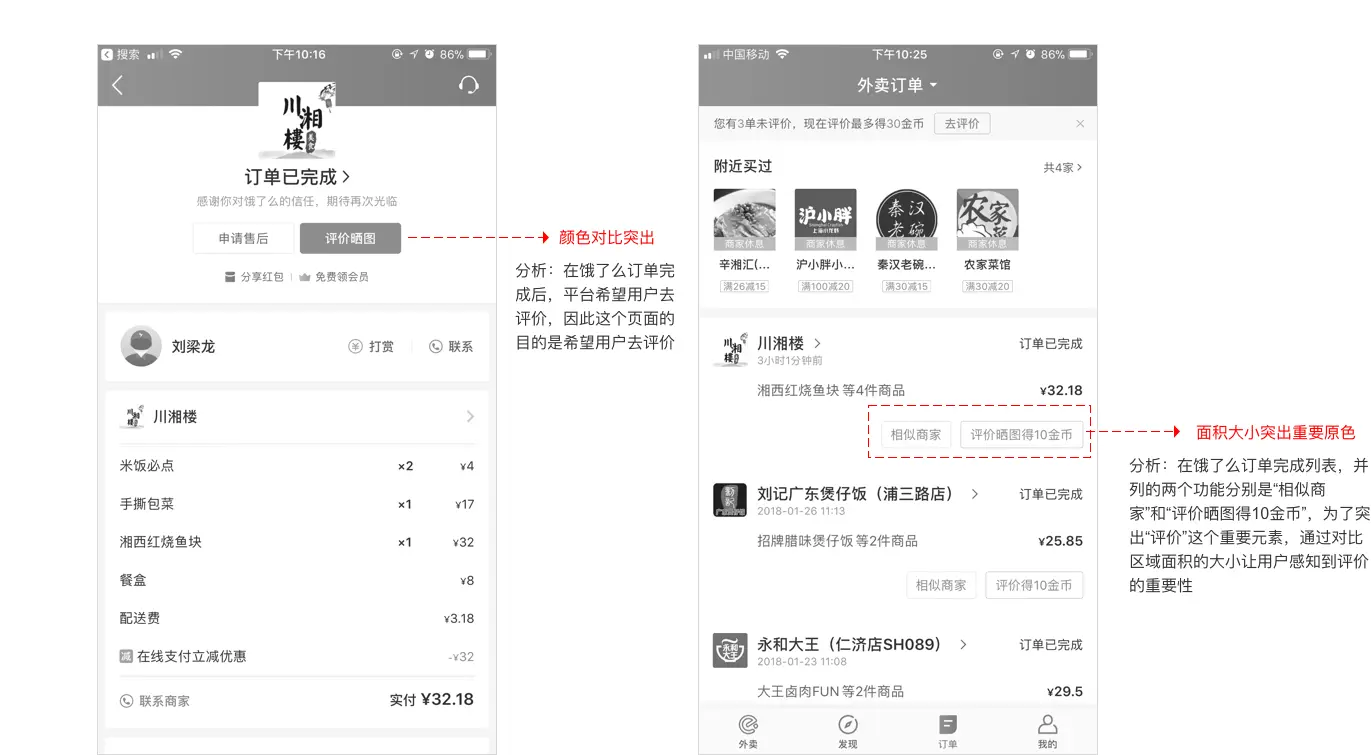 搜索
下午10:16
86%
川湘樓
订单已完成 >
感谢你对饿了么的信任，期待再次光临
申请售后
评价晒图
分享红包
免费领会员
刘梁龙
打赏
联系
川湘楼
米饭必点 ×2 ¥4
手撕包菜 ×1 ¥17
湘西红烧鱼块 ×1 ¥32
餐盒 ¥8
配送费 ¥3.18
减 在线支付立减优惠 -¥32
联系商家 实付 ¥32.18
颜色对比突出
分析：在饿了么订单完
成后，平台希望用户去
评价，因此这个页面的
目的是希望用户去评价
中国移动
下午10:25
86%
外卖订单
您有3单未评价，现在评价最多得30金币
去评价
附近买过
共4家 >
沪小胖
秦汉老碗
农家菜
商家休息
商家休息
商家休息
商家休息
辛湘汇(...
沪小胖小...
秦汉老碗...
农家菜馆
满26减15
满100减20
满30减15
满30减20
川湘楼
川湘楼 >
订单已完成
3小时1分钟前
湘西红烧鱼块 等4件商品 ¥32.18
相似商家
评价晒图得10金币
刘记广东煲仔饭（浦三路店） >
订单已完成
2018-01-26 11:13
招牌腊味煲仔饭 等2件商品 ¥25.85
相似商家
评价得10金币
永和大王
永和大王（仁济店SH089） >
订单已完成
2018-01-23 11:08
大王卤肉FUN 等2件商品 ¥29.5
外卖
发现
订单
我的
面积大小突出重要原色
分析：在饿了么订单完成列表，并
列的两个功能分别是“相似商
家”和“评价晒图得10金币”，为了突
出“评价”这个重要元素，通过对比
区域面积的大小让用户感知到评价
的重要性